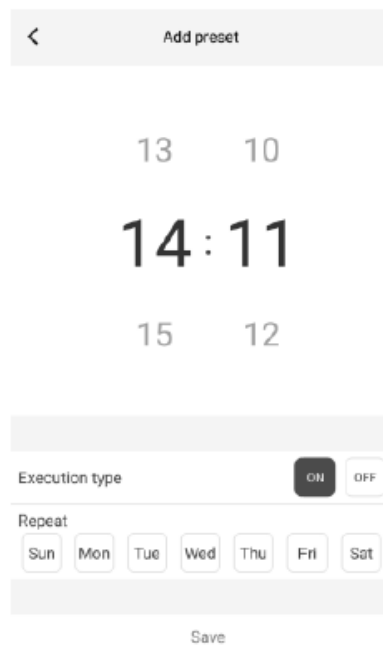 Add preset
13 10
14 : 11
15 12
Execution type ON OFF
Repeat
Sun Mon Tue Wed Thu Fri Sat
Save